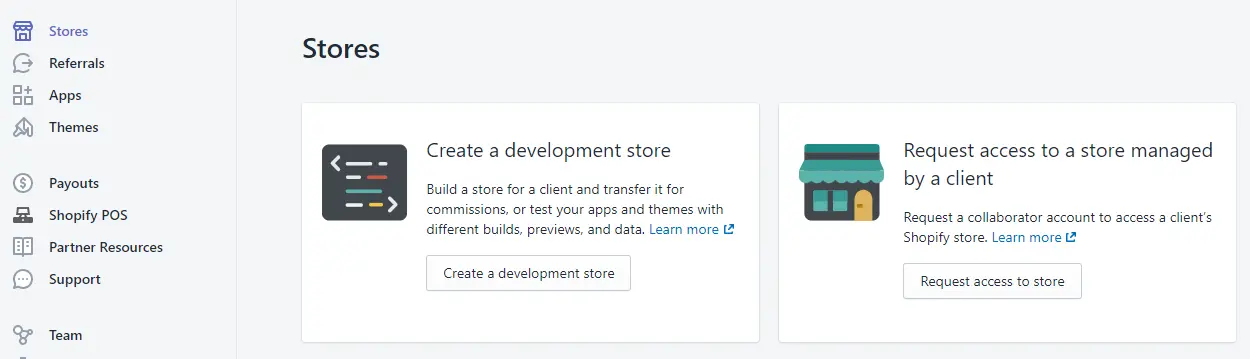 Stores
Referrals
Apps
Themes
Payouts
Shopify POS
Partner Resources
Support
Team
Stores
Create a development store
Build a store for a client and transfer it for
commissions, or test your apps and themes with
different builds, previews, and data. Learn more
Create a development store
Request access to a store managed
by a client
Request a collaborator account to access a client's
Shopify store. Learn more
Request access to store